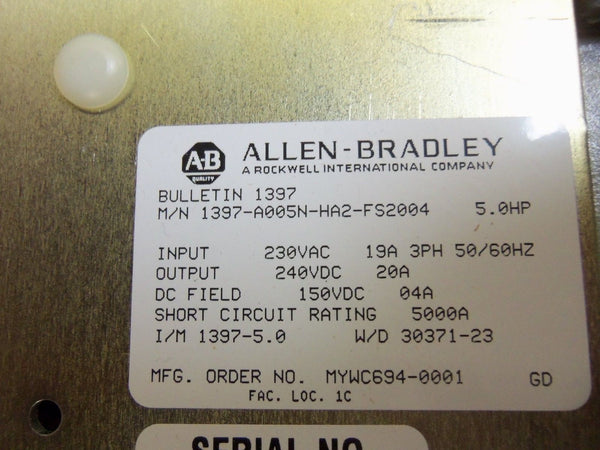 AB
QUALITY
ALLEN-BRADLEY
A ROCKWELL INTERNATIONAL COMPANY
BULLETIN 1397
M/N 1397-A005N-HA2-FS2004 5.0HP
INPUT 230VAC 19A 3PH 50/60HZ
OUTPUT 240VDC 20A
DC FIELD 150VDC 04A
SHORT CIRCUIT RATING 5000A
I/M 1397-5.0 W/D 30371-23
MFG. ORDER NO. MYWC694-0001 GD
FAC. LOC. 1C
SERIAL NO